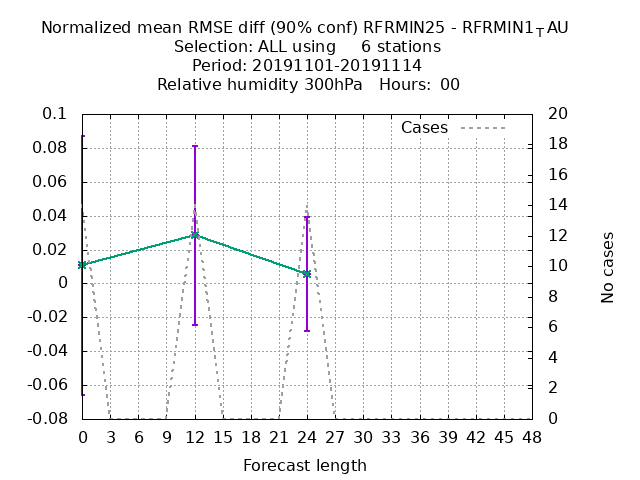 Normalized mean RMSE diff (90% conf) RFRMIN25 - RFRMIN1TAU
Selection: ALL using 6 stations
Period: 20191101-20191114
Relative humidity 300hPa Hours: 00
0.1
0.08
0.06
0.04
0.02
0
-0.02
-0.04
-0.06
-0.08
Cases
20
18
16
14
12
10
8
6
4
2
0
No cases
0 3 6 9 12 15 18 21 24 27 30 33 36 39 42 45 48
Forecast length